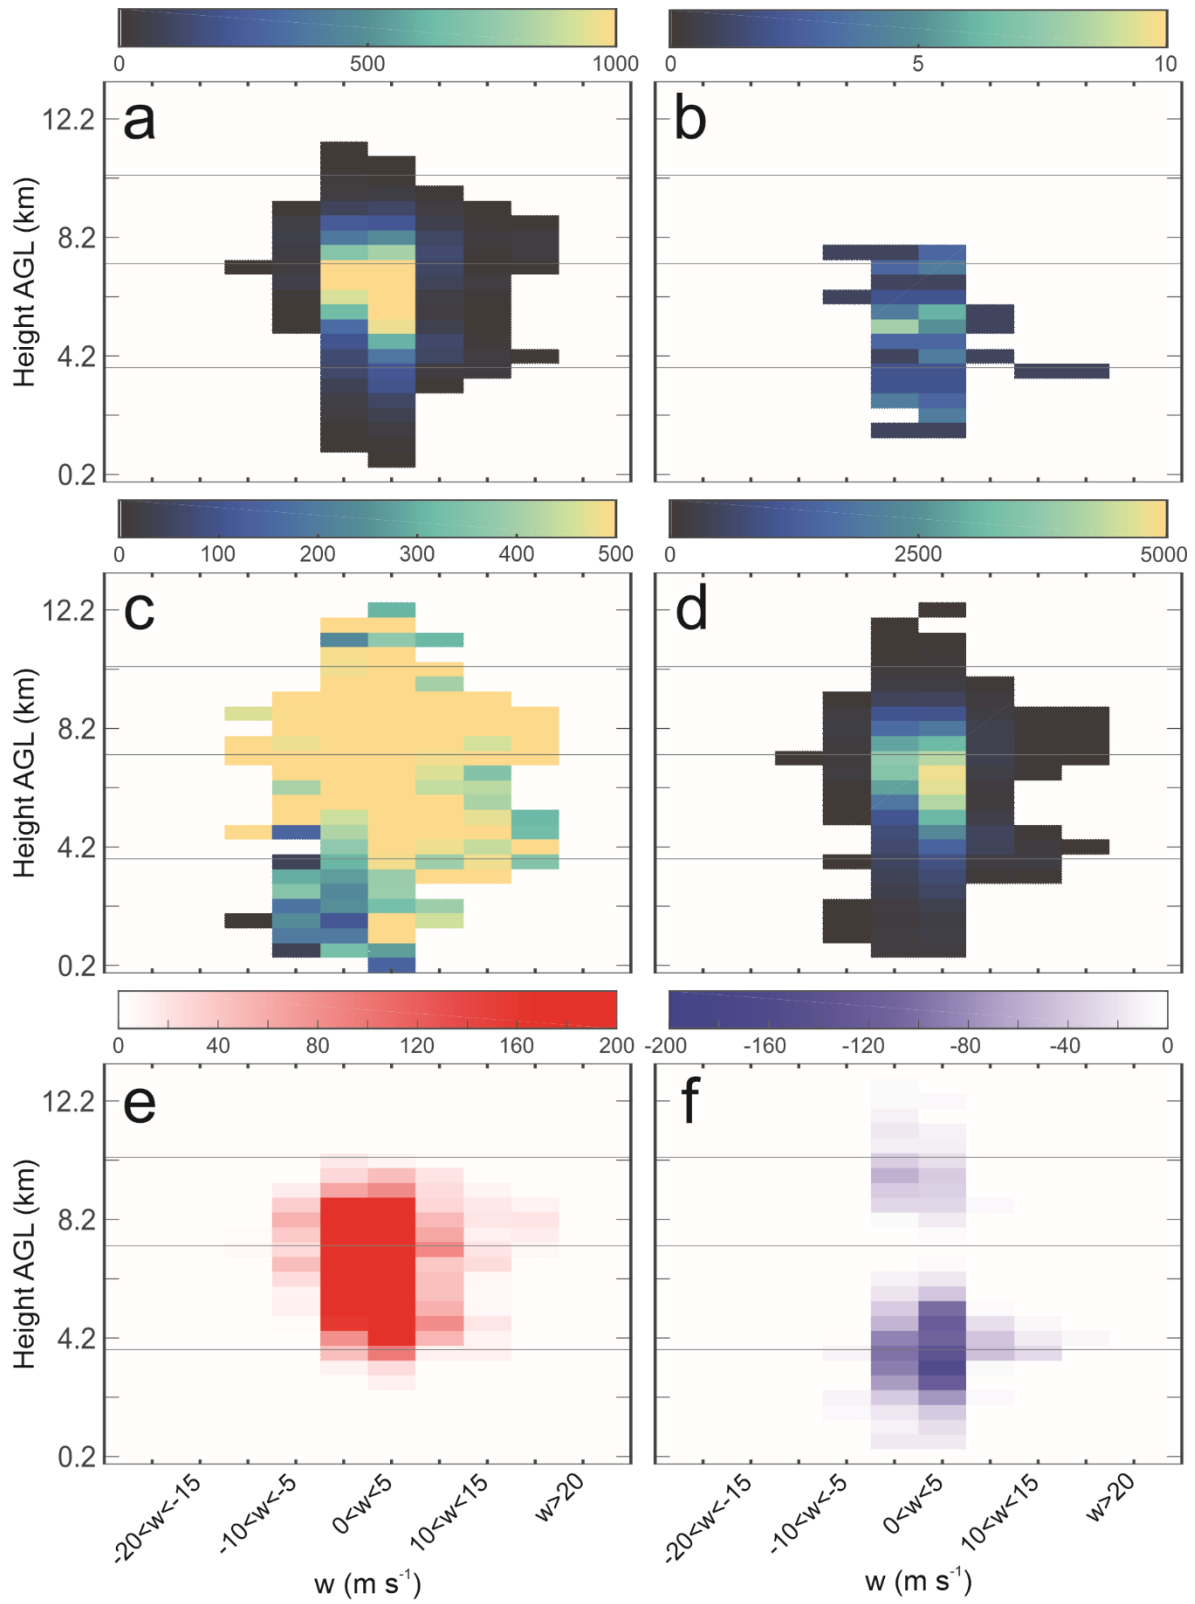 0 500 1000
0 5 10
a
b
12.2
8.2
4.2
0.2
Height AGL (km)
0 100 200 300 400 500
0 2500 5000
c
d
12.2
8.2
4.2
0.2
Height AGL (km)
0 40 80 120 160 200
-200 -160 -120 -80 -40 0
e
f
12.2
8.2
4.2
0.2
Height AGL (km)
-20<w<-15 -10<w<-5 0<w<5 10<w<15 w>20
-20<w<-15 -10<w<-5 0<w<5 10<w<15 w>20
w (m s⁻¹)
w (m s⁻¹)